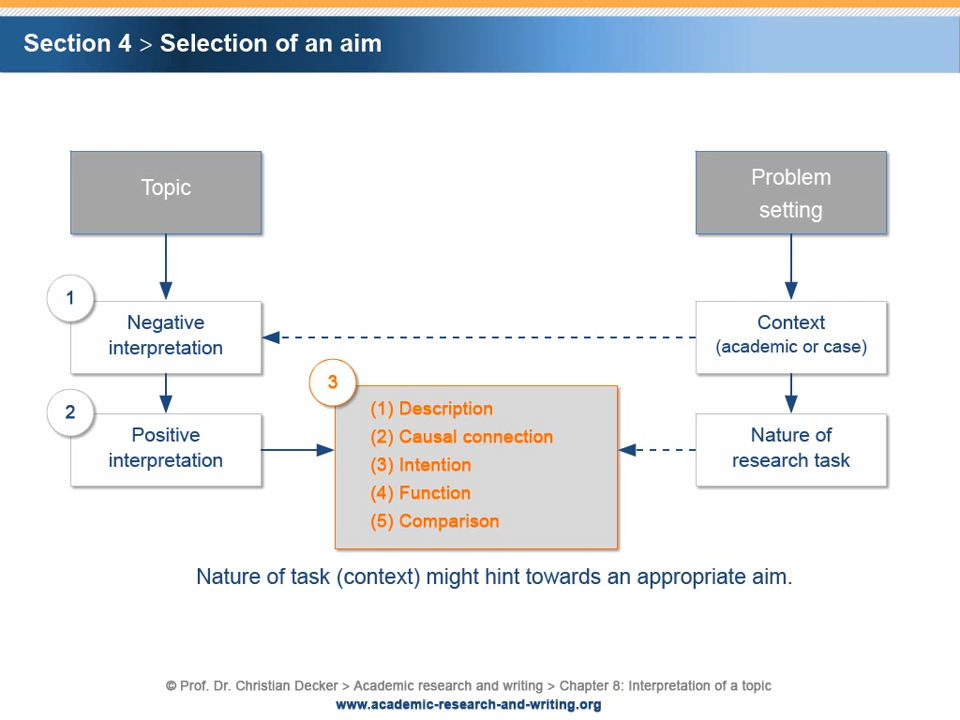 Section 4 > Selection of an aim
Topic
Problem
setting
1
Negative
interpretation
Context
(academic or case)
2
Positive
interpretation
3
(1) Description
(2) Causal connection
(3) Intention
(4) Function
(5) Comparison
Nature of
research task
Nature of task (context) might hint towards an appropriate aim.
© Prof. Dr. Christian Decker > Academic research and writing > Chapter 8: Interpretation of a topic
www.academic-research-and-writing.org